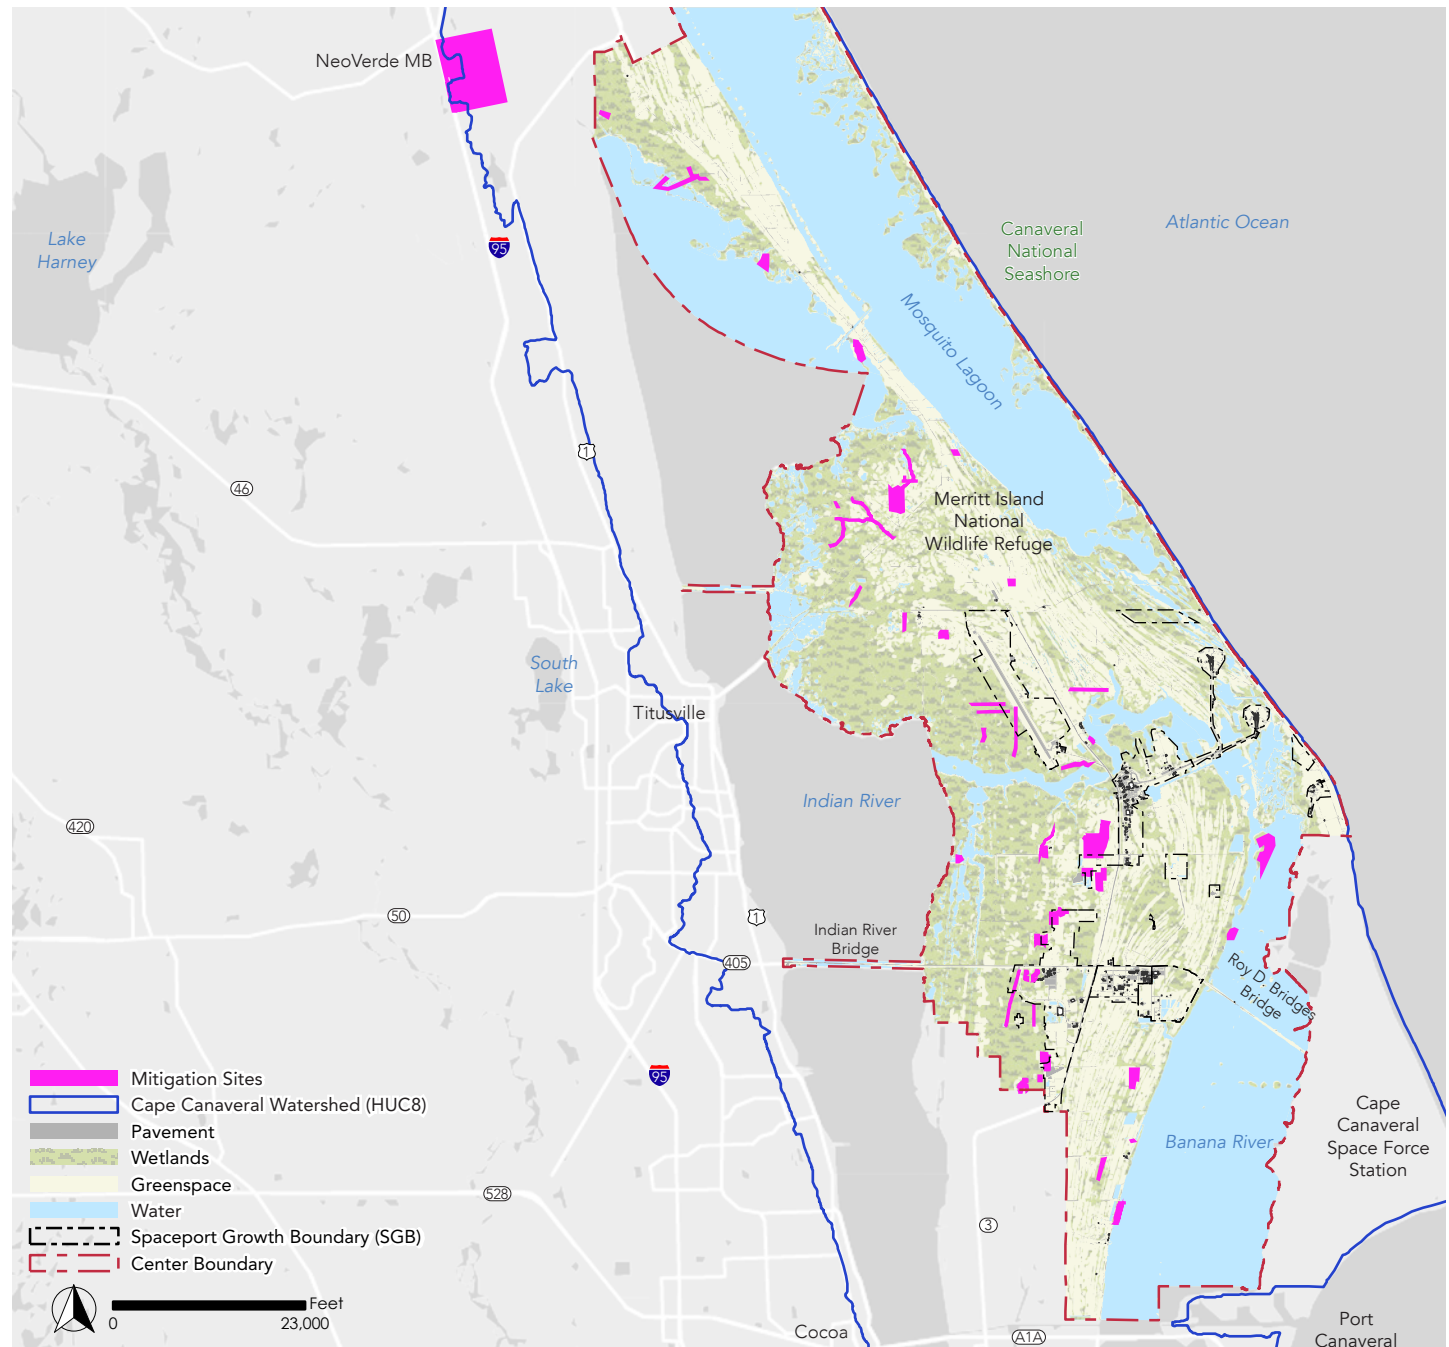 NeoVerde MB
Lake
Harney
95
Canaveral
National
Seashore
Atlantic Ocean
Mosquito Lagoon
1
46
Merritt Island
National
Wildlife Refuge
South
Lake
Titusville
Indian River
420
50
1
Indian River
Bridge
405
Roy D. Bridges
Bridge
95
Mitigation Sites
Cape Canaveral Watershed (HUC8)
Pavement
Wetlands
Greenspace
Water
Spaceport Growth Boundary (SGB)
Center Boundary
Feet
0
23,000
528
3
Banana River
Cape
Canaveral
Space Force
Station
Cocoa
A1A
Port
Canaveral